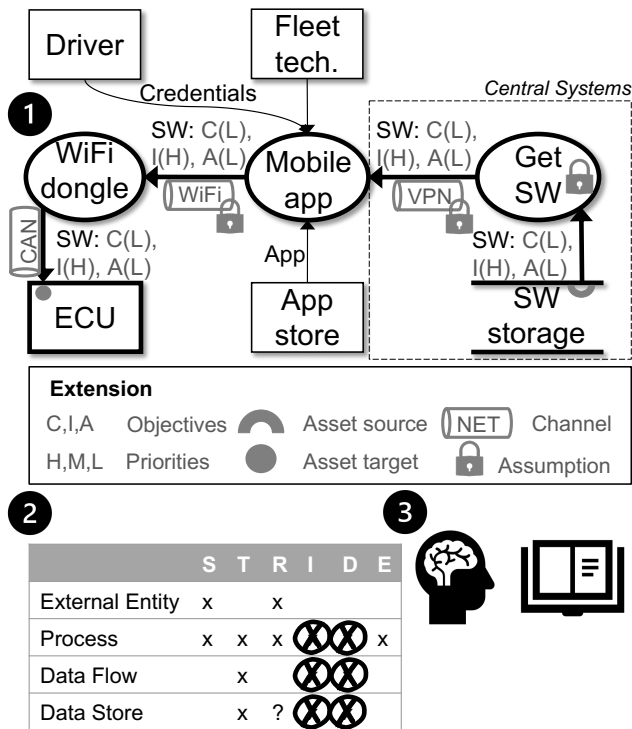 Driver
Fleet
tech.
Central Systems
1
Credentials
SW: C(L),
I(H), A(L)
SW: C(L),
I(H), A(L)
WiFi
dongle
Mobile
app
Get
SW
WiFi
VPN
CAN
SW: C(L),
I(H), A(L)
SW: C(L),
I(H), A(L)
App
ECU
App
store
SW
storage
Extension
C,I,A Objectives Asset source NET Channel
H,M,L Priorities Asset target Assumption
2
3
S T R I D E
External Entity x x
Process x x x X X x
Data Flow x X X
Data Store x ? X X